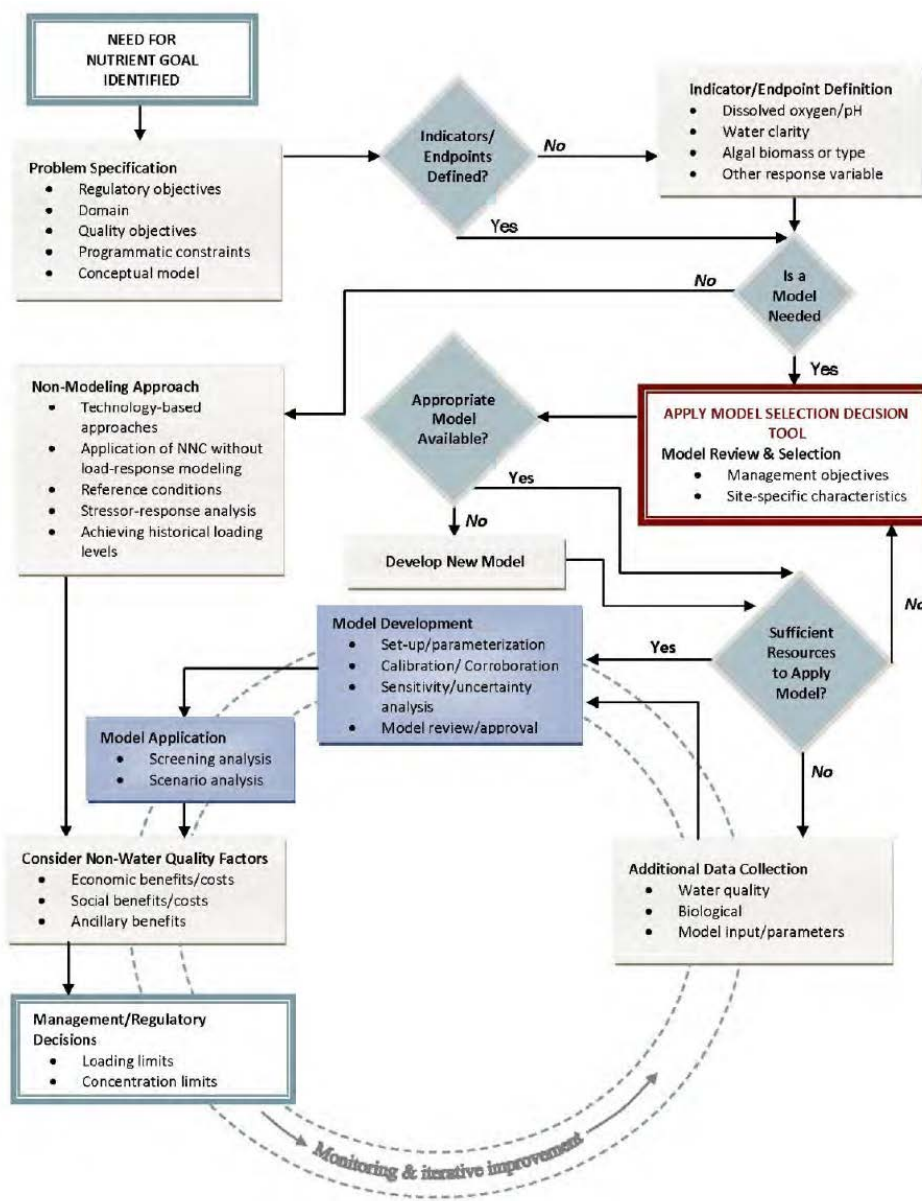 NEED FOR
NUTRIENT GOAL
IDENTIFIED
Problem Specification
• Regulatory objectives
• Domain
• Quality objectives
• Programmatic constraints
• Conceptual model
Indicators/
Endpoints
Defined?
No
Yes
Indicator/Endpoint Definition
• Dissolved oxygen/pH
• Water clarity
• Algal biomass or type
• Other response variable
Is a
Model
Needed
No
Yes
Non-Modeling Approach
• Technology-based
approaches
• Application of NNC without
load-response modeling
• Reference conditions
• Stressor-response analysis
• Achieving historical loading
levels
Appropriate
Model
Available?
Yes
No
APPLY MODEL SELECTION DECISION
TOOL
Model Review & Selection
• Management objectives
• Site-specific characteristics
Develop New Model
Sufficient
Resources
to Apply
Model?
No
Yes
No
Model Development
• Set-up/parameterization
• Calibration/ Corroboration
• Sensitivity/uncertainty
analysis
• Model review/approval
Model Application
• Screening analysis
• Scenario analysis
Consider Non-Water Quality Factors
• Economic benefits/costs
• Social benefits/costs
• Ancillary benefits
Additional Data Collection
• Water quality
• Biological
• Model input/parameters
Management/Regulatory
Decisions
• Loading limits
• Concentration limits
Monitoring & iterative improvement